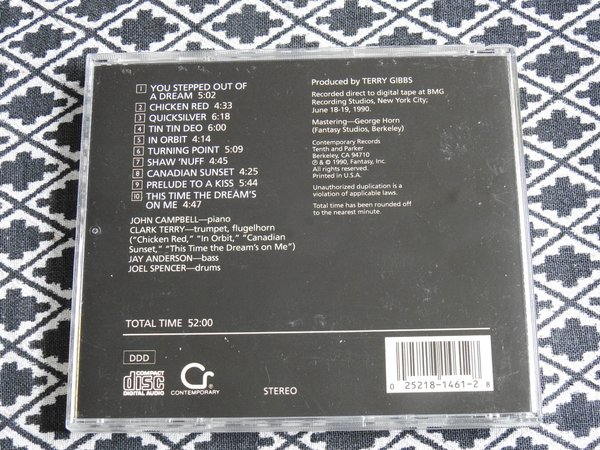 1 YOU STEPPED OUT OF
A DREAM 5:02
2 CHICKEN RED 4:33
3 QUICKSILVER 6:18
4 TIN TIN DEO 6:00
5 IN ORBIT 4:14
6 TURNING POINT 5:09
7 SHAW 'NUFF 4:45
8 CANADIAN SUNSET 4:25
9 PRELUDE TO A KISS 5:44
10 THIS TIME THE DREAM'S
ON ME 4:47
JOHN CAMPBELL—piano
CLARK TERRY—trumpet, flugelhorn
("Chicken Red," "In Orbit," "Canadian
Sunset," "This Time the Dream's on Me")
JAY ANDERSON—bass
JOEL SPENCER—drums
Produced by TERRY GIBBS
Recorded direct to digital tape at BMG
Recording Studios, New York City;
June 18-19, 1990.
Mastering—George Horn
(Fantasy Studios, Berkeley)
Contemporary Records
Tenth and Parker
Berkeley, CA 94710
℗ & © 1990, Fantasy, Inc.
All rights reserved.
Printed in U.S.A.
Unauthorized duplication is a
violation of applicable laws.
Total time has been rounded off
to the nearest minute.
TOTAL TIME 52:00
DDD
COMPACT
disc
DIGITAL AUDIO
Cr
CONTEMPORARY
STEREO
0 25218-1461-2 8